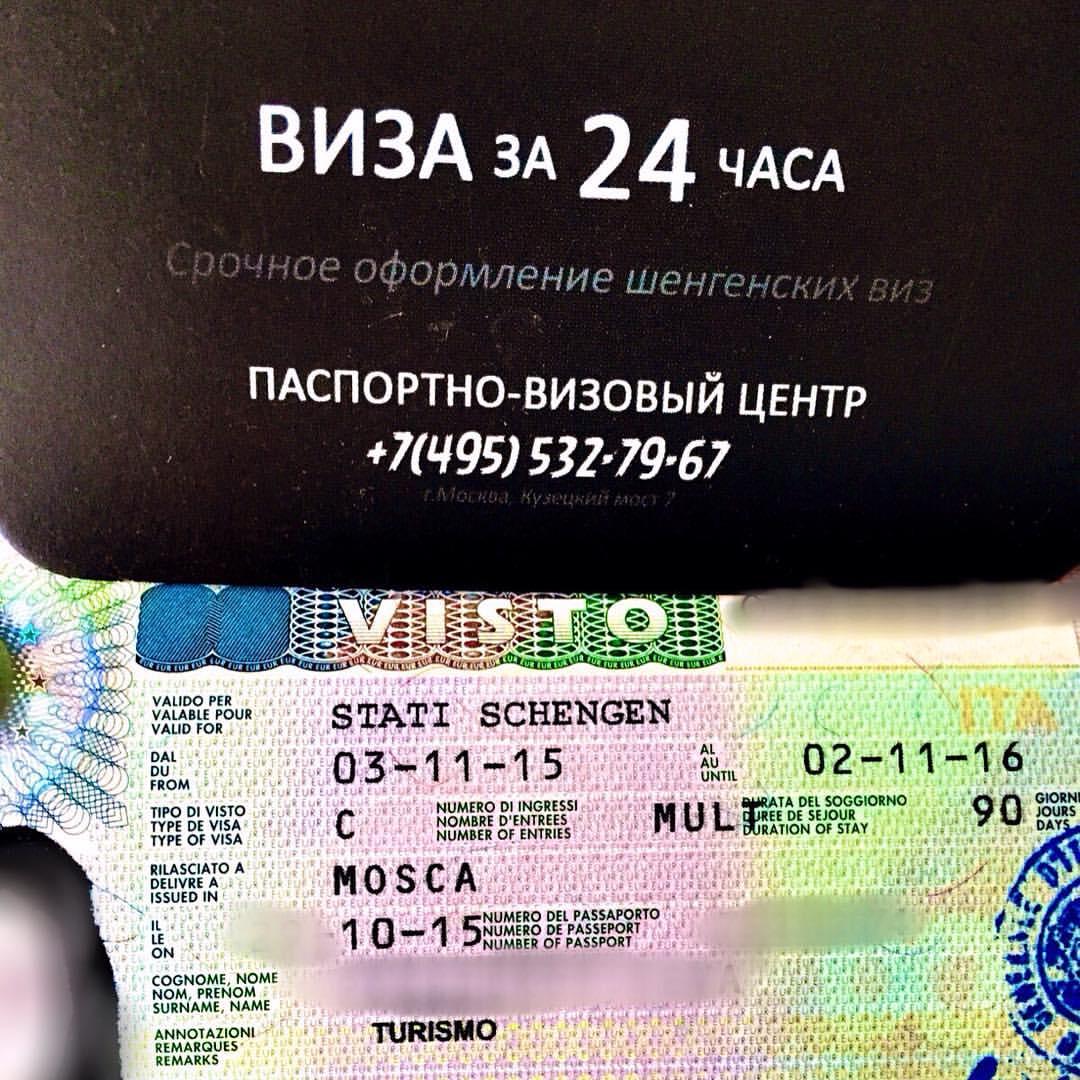 ВИЗА ЗА 24 ЧАСА
Срочное оформление шенгенских виз
ПАСПОРТНО-ВИЗОВЫЙ ЦЕНТР
+7(495) 532-79-67
г.Москва, Кузецкий мост 7
VISTO
ITA
VALIDO PER
VALABLE POUR
VALID FOR
STATI SCHENGEN
DAL
DU
FROM
03-11-15
AL
AU
UNTIL
02-11-16
TIPO DI VISTO
TYPE DE VISA
TYPE OF VISA
C
NUMERO DI INGRESSI
NOMBRE D'ENTREES
NUMBER OF ENTRIES
MULT
DURATA DEL SOGGIORNO
DUREE DE SEJOUR
DURATION OF STAY
90
GIORNI
JOURS
DAYS
RILASCIATO A
DELIVRE A
ISSUED IN
MOSCA
IL
LE
ON
10-15
NUMERO DEL PASSAPORTO
NUMERO DE PASSEPORT
NUMBER OF PASSPORT
COGNOME, NOME
NOM, PRENOM
SURNAME, NAME
ANNOTAZIONI
REMARQUES
REMARKS
TURISMO